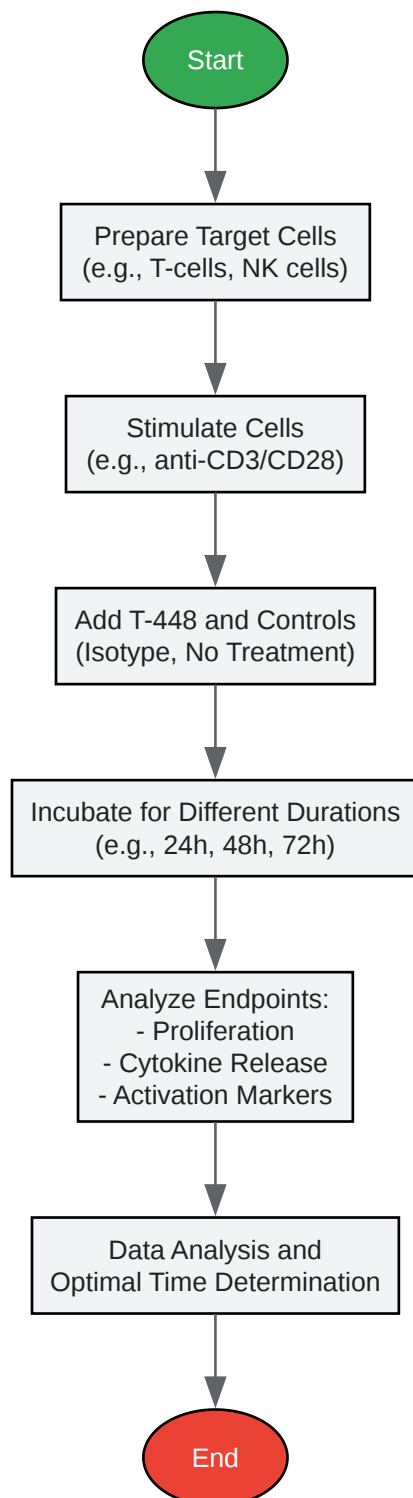 Start
Prepare Target Cells
(e.g., T-cells, NK cells)
Stimulate Cells
(e.g., anti-CD3/CD28)
Add T-448 and Controls
(Isotype, No Treatment)
Incubate for Different Durations
(e.g., 24h, 48h, 72h)
Analyze Endpoints:
- Proliferation
- Cytokine Release
- Activation Markers
Data Analysis and
Optimal Time Determination
End